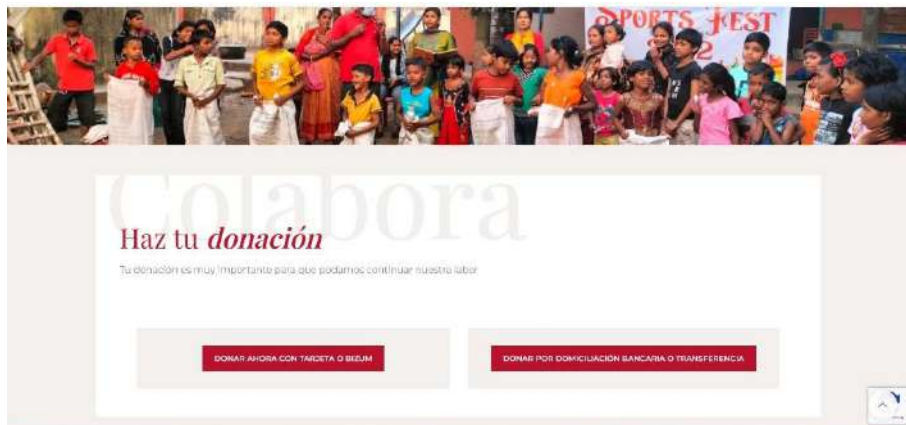 SPORTS FEST
2
Colabora
Haz tu donación
Tu donación es muy importante para que podamos continuar nuestra labor
DONAR AHORA CON TARJETA O BIZUM
DONAR POR DOMICILIACIÓN BANCARIA O TRANSFERENCIA